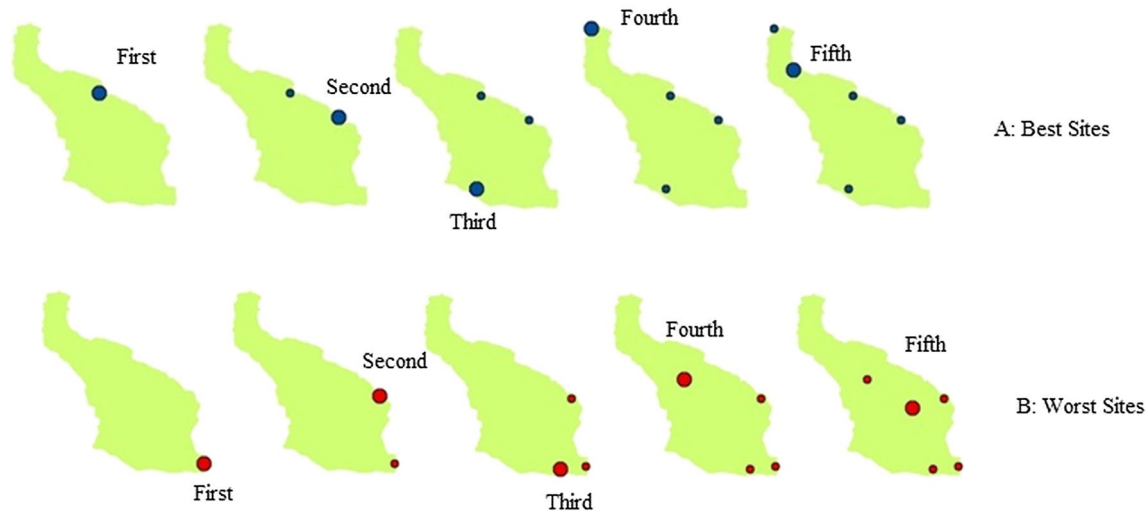 First
Second
Third
Fourth
Fifth
A: Best Sites
First
Second
Third
Fourth
Fifth
B: Worst Sites